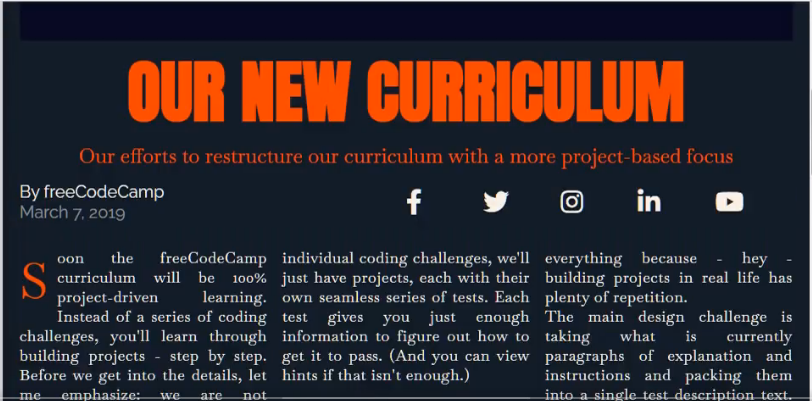 OUR NEW CURRICULUM
Our efforts to restructure our curriculum with a more project-based focus
By freeCodeCamp
March 7, 2019
Soon the freeCodeCamp
curriculum will be 100%
project-driven learning.
Instead of a series of coding
challenges, you'll learn through
building projects - step by step.
Before we get into the details, let
me emphasize: we are not
individual coding challenges, we'll
just have projects, each with their
own seamless series of tests. Each
test gives you just enough
information to figure out how to
get it to pass. (And you can view
hints if that isn't enough.)
everything because - hey -
building projects in real life has
plenty of repetition.
The main design challenge is
taking what is currently
paragraphs of explanation and
instructions and packing them
into a single test description text.